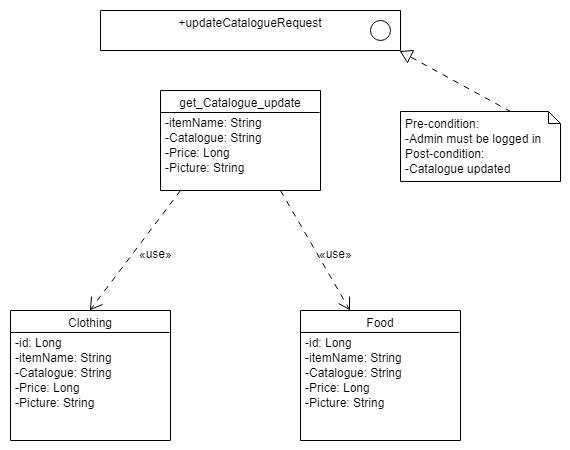 +updateCatalogueRequest
get_Catalogue_update
-itemName: String
-Catalogue: String
-Price: Long
-Picture: String
Pre-condition:
-Admin must be logged in
Post-condition:
-Catalogue updated
«use»
«use»
Clothing
-id: Long
-itemName: String
-Catalogue: String
-Price: Long
-Picture: String
Food
-id: Long
-itemName: String
-Catalogue: String
-Price: Long
-Picture: String